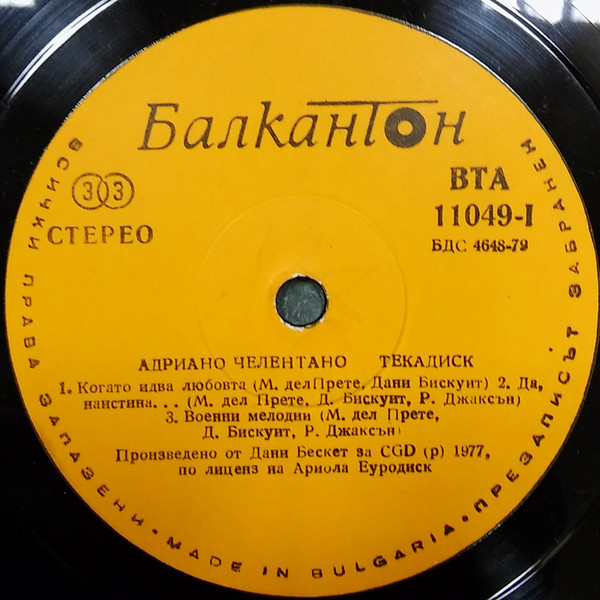 Балкантон
33
СТЕРЕО
ВТА
11049-I
БДС 4648-79
АДРИАНО ЧЕЛЕНТАНО ТЕКАДИСК
1. Когато идва любовта (М. дел Прете, Дани Бискуит) 2. Да,
наистина... (М. дел Прете, Д. Бискуит, Р. Джаксън)
3. Военни мелодии (М. дел Прете,
Д. Бискуит, Р. Джаксън)
Произведено от Дани Бескет за CGD (p) 1977,
по лиценз на Ариола Еуродиск
ВСИЧКИ ПРАВА ЗАПАЗЕНИ • MADE IN BULGARIA • ПРЕЗАПИСЪТ ЗАБРАНЕН